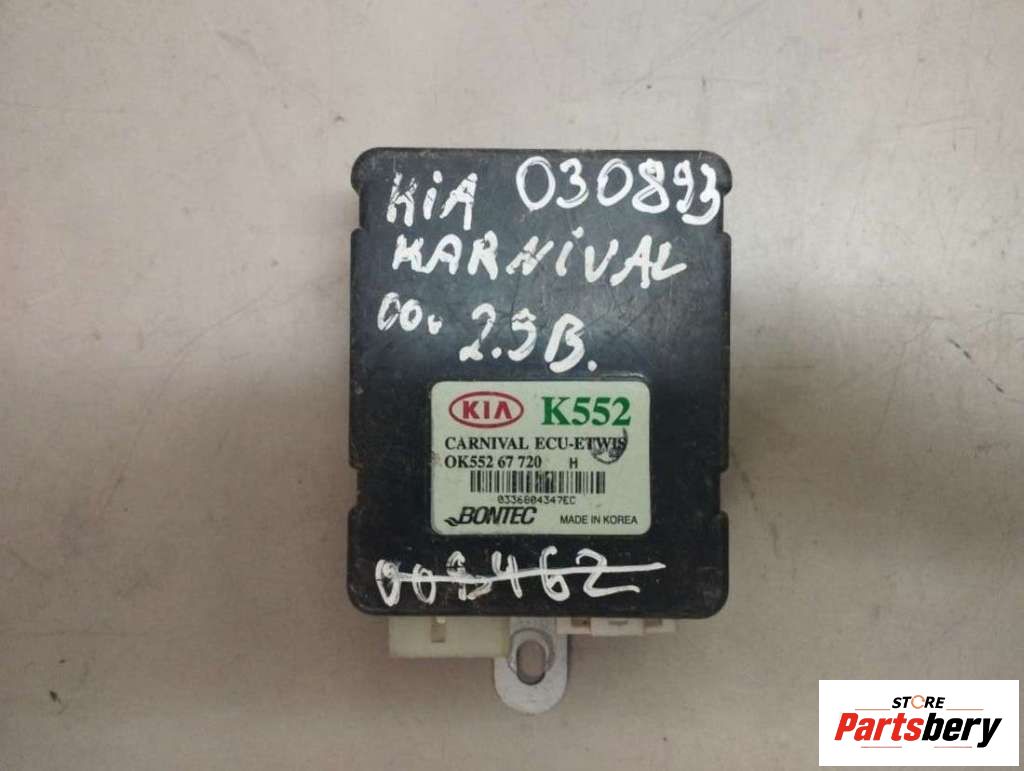 KiA 030893
KARNiVAL
00. 2.9B.
KIA K552
CARNIVAL ECU-ETWIS
OK552 67 720 H
0336804347EC
BONTEC MADE IN KOREA
STORE
Partsbery